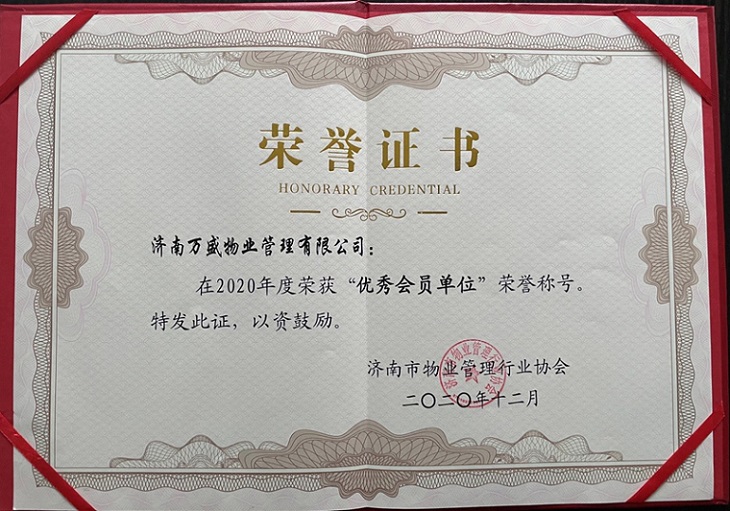 荣誉证书
HONORARY CREDENTIAL
济南万盛物业管理有限公司：
在2020年度荣获“优秀会员单位”荣誉称号。
特发此证，以资鼓励。
济南市物业管理行业协会
二〇二〇年十二月